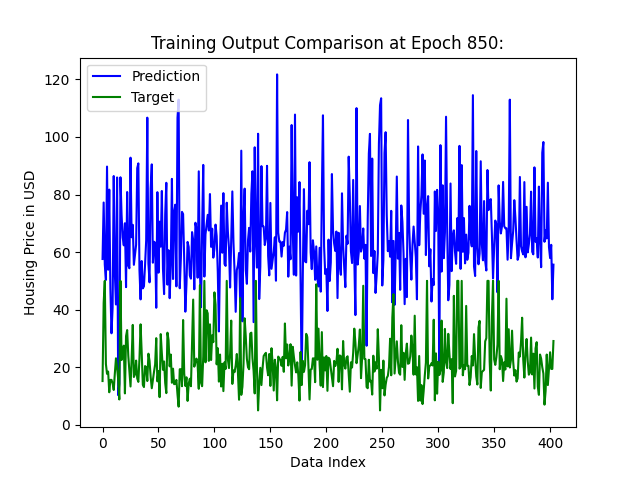 Training Output Comparison at Epoch 850:
Prediction
Target
Housing Price in USD
120
100
80
60
40
20
0
0 50 100 150 200 250 300 350 400
Data Index